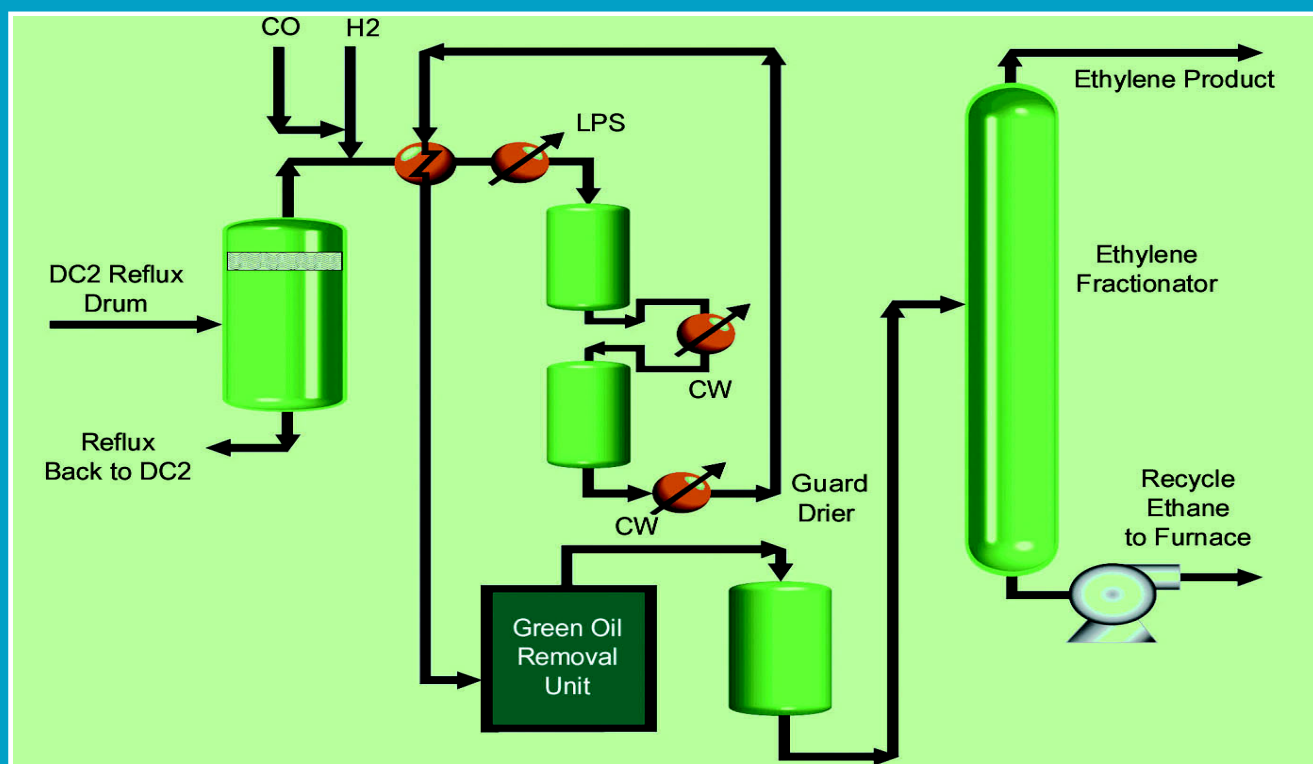 CO
H2
LPS
Ethylene Product
DC2 Reflux
Drum
Ethylene
Fractionator
CW
Reflux
Back to DC2
Guard
Drier
CW
Recycle
Ethane
to Furnace
Green Oil
Removal
Unit